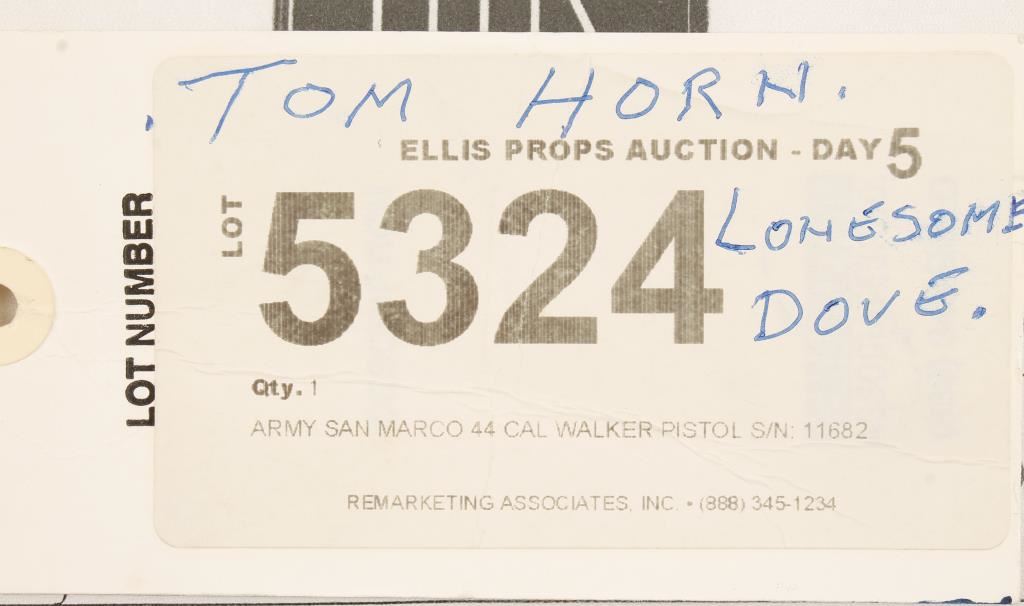 TOM HORN.
ELLIS PROPS AUCTION - DAY 5
LOT NUMBER
LOT
5324
LONESOME
DOVE.
Qty. 1
ARMY SAN MARCO 44 CAL WALKER PISTOL S/N: 11682
REMARKETING ASSOCIATES, INC. • (888) 345-1234